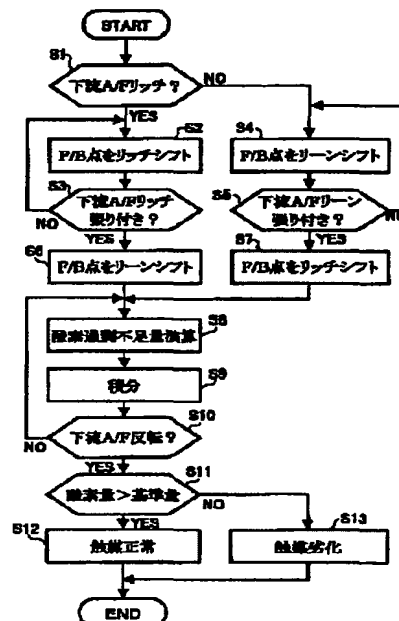 START
S1
下流A/Fリッチ？
NO
YES
S2
F/B点をリッチシフト
S4
F/B点をリーンシフト
S3
下流A/Fリッチ
張り付き？
NO
YES
S5
下流A/Fリーン
張り付き？
NO
YES
S6
F/B点をリーンシフト
S7
F/B点をリッチシフト
S8
酸素過剰不足量演算
S9
積分
S10
下流A/F反転？
NO
YES
S11
酸素量＞基準量
NO
YES
S12
触媒正常
S13
触媒劣化
END